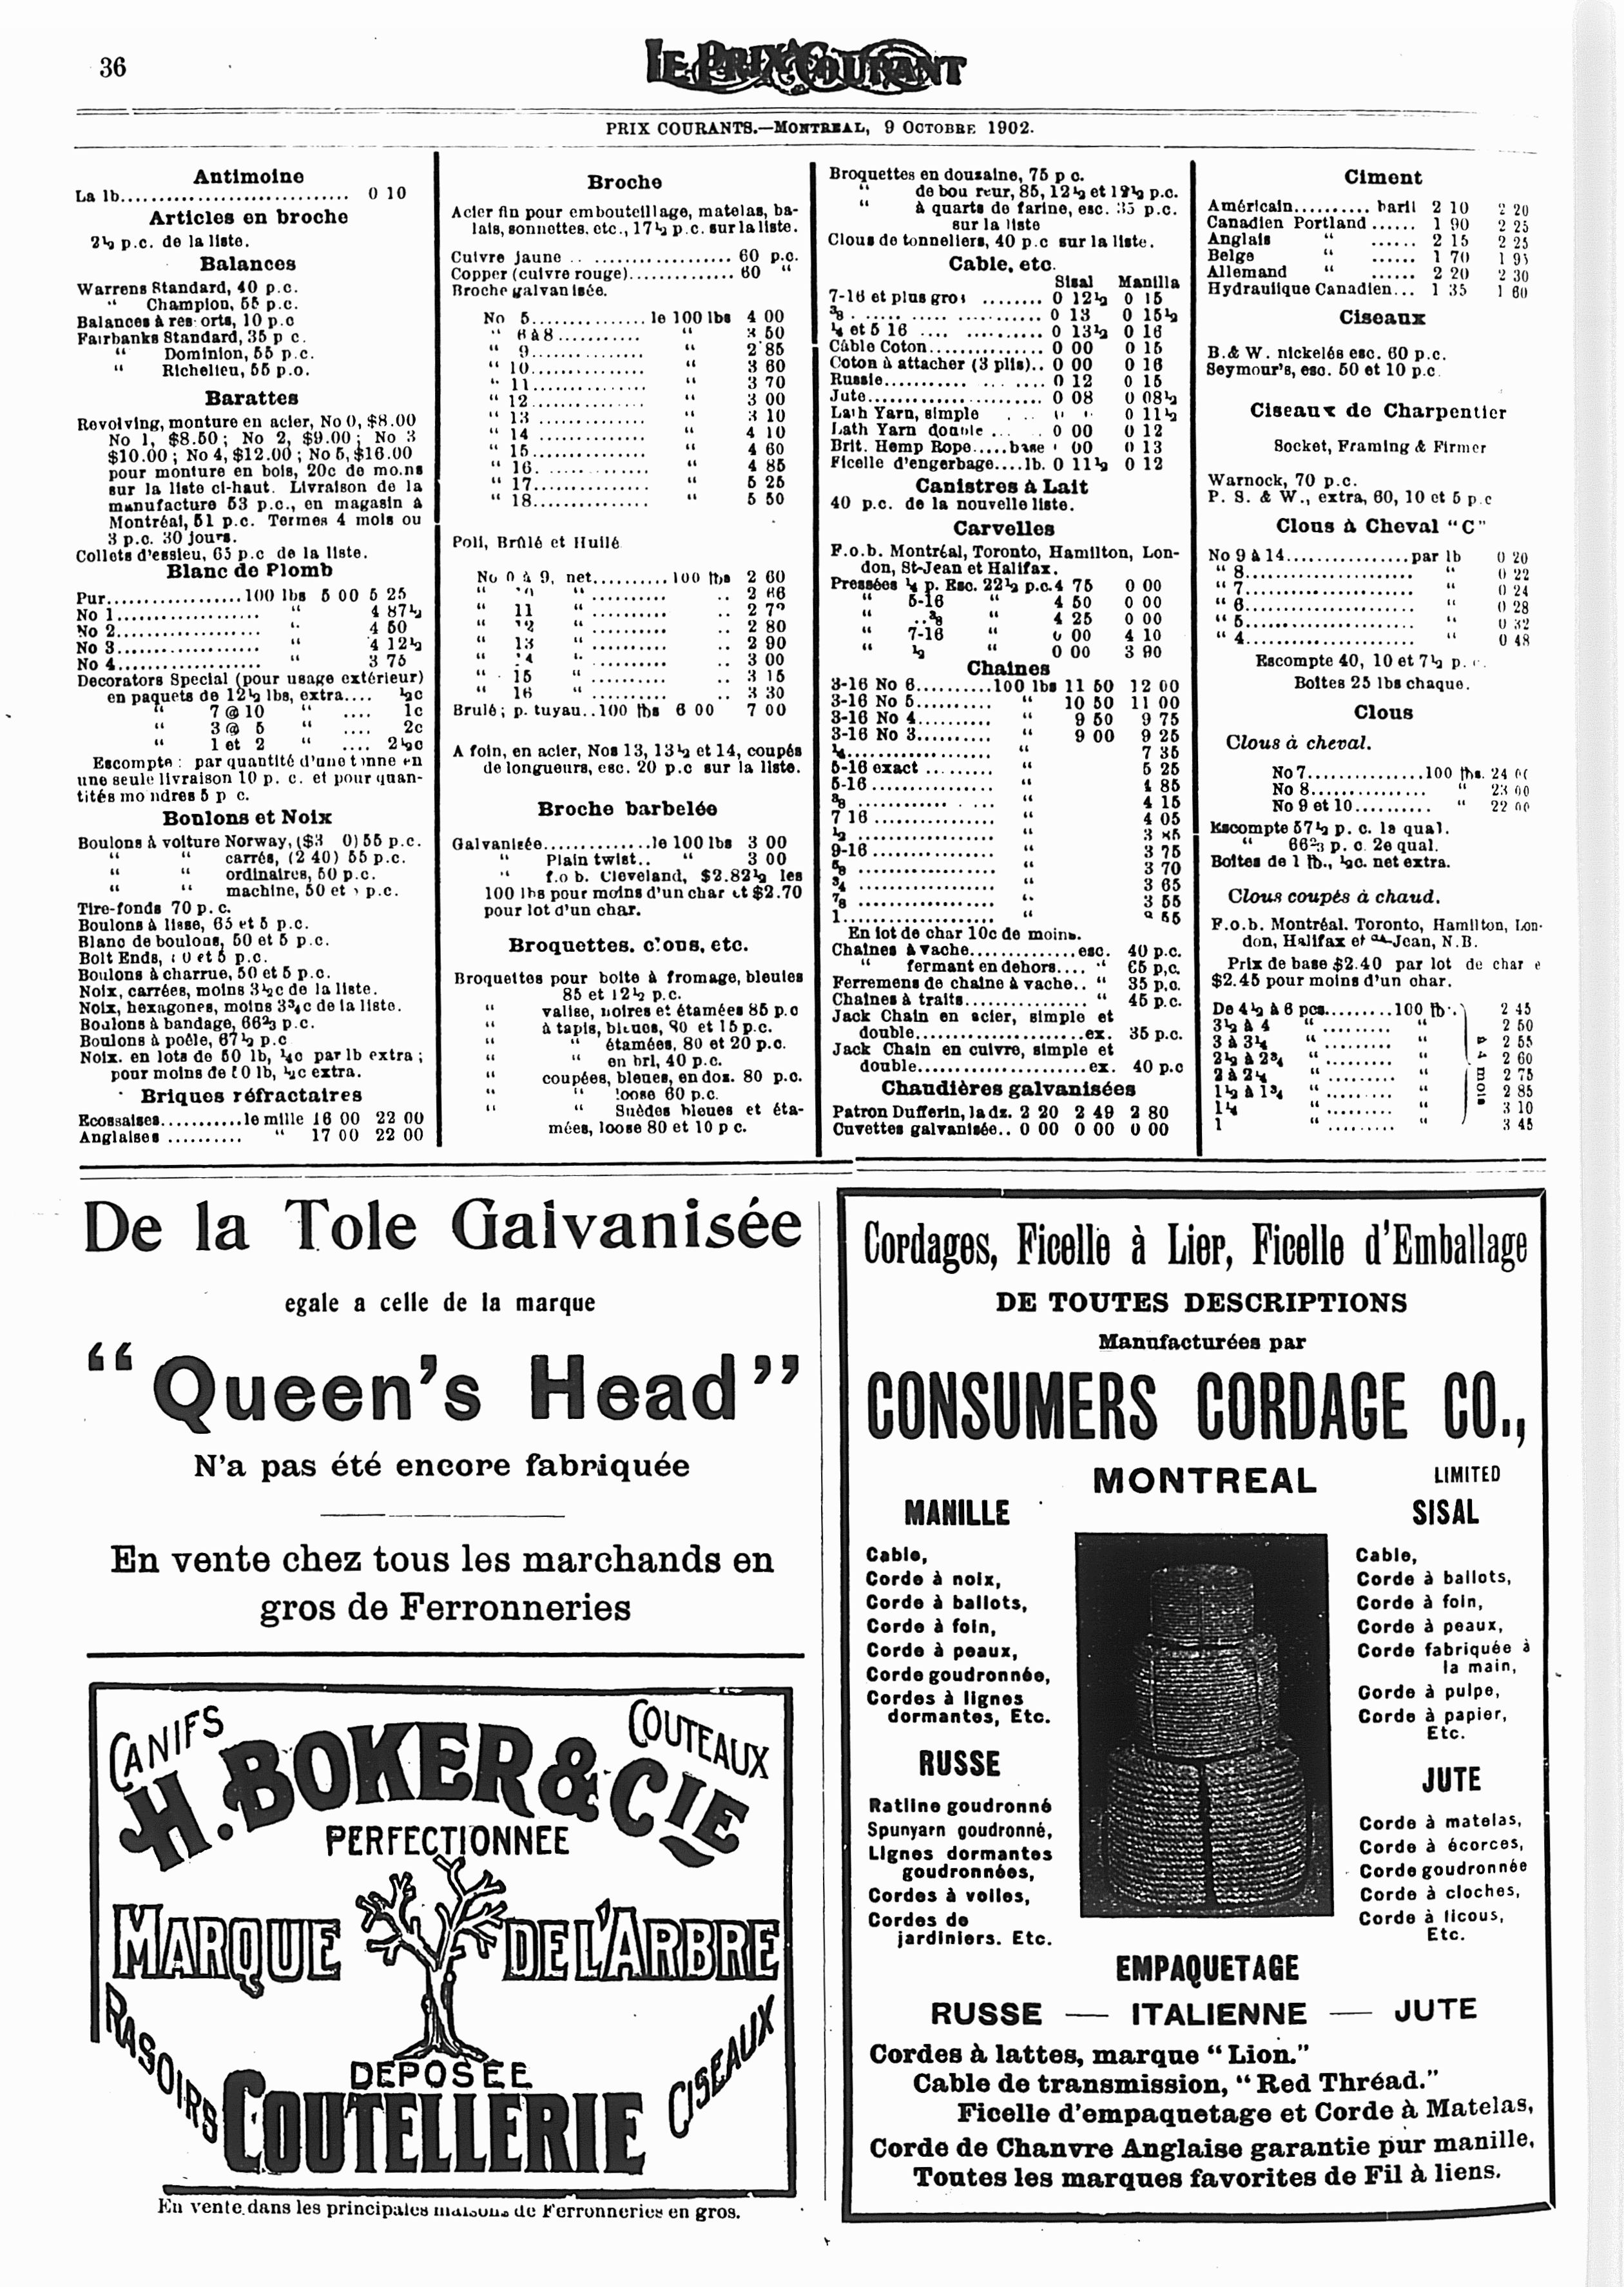 36
LE PRIX COURANT
PRIX COURANTS.—MONTREAL, 9 OCTOBRE 1902.
Antimoine
La lb............................ 0 10
Articles en broche
2½ p.c. de la liste.
Balances
Warrens Standard, 40 p.c.
“ Champion, 55 p.c.
Balances à res orts, 10 p.c
Fairbanks Standard, 35 p c.
“ Dominion, 55 p.c.
“ Richelieu, 55 p.o.
Barattes
Revolving, monture en acier, No 0, $8.00
No 1, $8.50; No 2, $9.00; No 3
$10.00; No 4, $12.00; No 5, $16.00
pour monture en bois, 20c de mo.ns
sur la liste ci-haut. Livraison de la
manufacture 53 p.c., en magasin à
Montréal, 51 p.c. Termes 4 mois ou
3 p.c. 30 jours.
Collets d'essieu, 65 p.c de la liste.
Blanc de Plomb
Pur..................100 lbs 5 00 5 25
No 1.................. “ 4 87½
No 2.................. “ 4 50
No 3.................. “ 4 12½
No 4.................. “ 3 75
Decorators Special (pour usage extérieur)
en paquets de 12½ lbs, extra.... ½c
“ 7 @ 10 “ .... 1c
“ 3 @ 5 “ .... 2c
“ 1 et 2 “ .... 2½c
Escompte : par quantité d'une tonne en
une seule livraison 10 p. c. et pour quan-
tités mo ndres 5 p c.
Boulons et Noix
Boulons à voiture Norway, ($3 0) 55 p.c.
“ “ carrés, (2 40) 55 p.c.
“ “ ordinaires, 50 p.c.
“ “ machine, 50 et p.c.
Tire-fonds 70 p. c.
Boulons à lisse, 65 et 5 p.c.
Blanc de boulons, 50 et 5 p.c.
Bolt Ends, 0 et 5 p.c.
Boulons à charrue, 50 et 5 p.c.
Noix, carrées, moins 3½c de la liste.
Noix, hexagones, moins 3¾c de la liste.
Boulons à bandage, 66⅔ p.c.
Boulons à poêle, 67½ p.c
Noix. en lots de 50 lb, ¼c par lb extra ;
pour moins de 50 lb, ½c extra.
Briques réfractaires
Ecossaises...........le mille 16 00 22 00
Anglaises .......... “ 17 00 22 00
Broche
Acier fin pour embouteillage, matelas, ba-
lais, sonnettes. etc., 17½ p.c. sur la liste.
Cuivre jaune .. .................. 60 p.c.
Copper (cuivre rouge).............. 60 “
Broche galvanisée.
No 5............... le 100 lbs 4 00
“ 6 à 8........... “ 3 50
“ 9............... “ 2 85
“ 10............... “ 3 60
“ 11............... “ 3 70
“ 12............... “ 3 00
“ 13 .............. “ 3 10
“ 14 .............. “ 4 10
“ 15............... “ 4 60
“ 16. .............. “ 4 85
“ 17............... “ 5 25
“ 18............... “ 5 50
Poli, Brûlé et Huilé
No 0 à 9, net..........100 lbs 2 60
“ “ .......... .. 2 66
“ 11 “ .......... .. 2 7
“ 12 “ .......... .. 2 80
“ 13 “ .......... .. 2 90
“ 14 “ .......... .. 3 00
“ 15 “ .......... .. 3 15
“ 16 “ .......... .. 3 30
Brulé ; p. tuyau..100 lbs 6 00 7 00
A foin, en acier, Nos 13, 13½ et 14, coupés
de longueurs, esc. 20 p.c sur la liste.
Broche barbelée
Galvanisée..............le 100 lbs 3 00
“ Plain twist.. “ 3 00
“ f.o b. Cleveland, $2.82½ les
100 lbs pour moins d'un char et $2.70
pour lot d'un char.
Broquettes. clous, etc.
Broquettes pour boite à fromage, bleules
85 et 12½ p.c.
“ valise, noires et étamées 85 p.c
“ à tapis, bleues, 80 et 15 p.c.
“ “ étamées, 80 et 20 p.c.
“ “ en brl, 40 p.c.
“ coupées, bleues, en doz. 80 p.c.
“ “ loose 60 p.c.
“ “ Suèdes bleues et éta-
mées, loose 80 et 10 p c.
Broquettes en douzaine, 75 p c.
“ de bou reur, 85, 12½ et 12½ p.c.
“ à quarts de farine, esc. 35 p.c.
sur la liste
Clous de tonneliers, 40 p.c sur la liste.
Cable, etc.
Sisal Manilla
7-16 et plus gros ........ 0 12½ 0 15
⅜ ........................ 0 13 0 15½
¼ et 5 16 .... ........... 0 13½ 0 16
Câble Coton............... 0 00 0 15
Coton à attacher (3 plis).. 0 00 0 16
Russie.................... 0 12 0 15
Jute...................... 0 08 0 08½
Lath Yarn, simple 0 11½
Lath Yarn double ... .. 0 00 0 12
Brit. Hemp Rope.....base 00 0 13
Ficelle d'engerbage....lb. 0 11½ 0 12
Canistres à Lait
40 p.c. de la nouvelle liste.
Carvelles
F.o.b. Montréal, Toronto, Hamilton, Lon-
don, St-Jean et Halifax.
Pressées ¼ p. Esc. 22½ p.c. 4 75 0 00
“ 5-16 “ 4 50 0 00
“ ..⅜ “ 4 25 0 00
“ 7-16 “ 0 00 4 10
“ ½ “ 0 00 3 90
Chaines
3-16 No 6..........100 lbs 11 50 12 00
3-16 No 5.......... “ 10 50 11 00
3-16 No 4.......... “ 9 50 9 75
3-16 No 3.......... “ 9 00 9 25
¼.................... “ 7 35
5-16 exact .......... “ 5 25
5-16 ................ “ 4 85
⅜ .................. “ 4 15
7 16 ................ “ 4 05
½ .................. “ 3 85
9-16 ................ “ 3 75
⅝ .................. “ 3 70
¾ .................. “ 3 65
⅞ .................. “ 3 55
1.................... “ 55
En lot de char 10c de moins.
Chaines à vache..............esc. 40 p.c.
“ fermant en dehors.... “ 65 p,c.
Ferremens de chaine à vache.. “ 35 p.c.
Chaines à traits................ “ 45 p.c.
Jack Chain en acier, simple et
double......................ex. 35 p.c.
Jack Chain en cuivre, simple et
double......................ex. 40 p.c
Chaudières galvanisées
Patron Dufferin, la dz. 2 20 2 49 2 80
Cuvettes galvanisée.. 0 00 0 00 0 00
Ciment
Américain.......... baril 2 10 2 20
Canadien Portland ...... 1 90 2 25
Anglais “ ...... 2 15 2 25
Belge “ ...... 1 70 1 95
Allemand “ ...... 2 20 2 30
Hydraulique Canadien... 1 35 1 60
Ciseaux
B. & W. nickelés esc. 60 p.c.
Seymour's, esc. 50 et 10 p.c
Ciseaux de Charpentier
Socket, Framing & Firmer
Warnock, 70 p.c.
P. S. & W., extra, 60, 10 et 5 p.c
Clous à Cheval “C”
No 9 à 14................par lb 0 20
“ 8...................... “ 0 22
“ 7...................... “ 0 24
“ 6...................... “ 0 28
“ 5...................... “ 0 32
“ 4...................... “ 0 48
Escompte 40, 10 et 7½ p. c.
Boites 25 lbs chaque.
Clous
Clous à cheval.
No 7...............100 lbs. 24 00
No 8............... “ 23 00
No 9 et 10.......... “ 22 00
Escompte 57½ p. c. 1e qual.
“ 66⅔ p. c. 2e qual.
Boites de 1 lb., ½c. net extra.
Clous coupés à chaud.
F.o.b. Montréal. Toronto, Hamilton, Lon-
don, Halifax et St-Jean, N.B.
Prix de base $2.40 par lot de char e
$2.45 pour moins d'un char.
De 4½ à 6 pcs.........100 lb. 2 45
3½ à 4 “ ......... “ 2 50
3 à 3¼ “ ......... “ 2 55
2½ à 2¾ “ ......... “ 2 60
2 à 2¼ “ ......... “ 2 75
1½ à 1¾ “ ......... “ 2 85
1¼ “ ......... “ 3 10
1 “ ......... “ 3 45
à 4 mois
De la Tole Galvanisée
egale a celle de la marque
“Queen's Head”
N'a pas été encore fabriquée
En vente chez tous les marchands en
gros de Ferronneries
CANIFS
COUTEAUX
H. BOKER & CIE
PERFECTIONNEE
MARQUE DE L'ARBRE
RASOIRS
DEPOSÉE
CISEAUX
COUTELLERIE
En vente dans les principales maisons de Ferronneries en gros.
Cordages, Ficelle à Lier, Ficelle d'Emballage
DE TOUTES DESCRIPTIONS
Manufacturées par
CONSUMERS CORDAGE CO.,
MONTREAL LIMITED
MANILLE
Cable,
Corde à noix,
Corde à ballots,
Corde à foin,
Corde à peaux,
Corde goudronnée,
Cordes à lignes
dormantes, Etc.
RUSSE
Ratline goudronné
Spunyarn goudronné,
Lignes dormantes
goudronnées,
Cordes à voiles,
Cordes de
jardiniers. Etc.
SISAL
Cable,
Corde à ballots,
Corde à foin,
Corde à peaux,
Corde fabriquée à
la main,
Corde à pulpe,
Corde à papier,
Etc.
JUTE
Corde à matelas,
Corde à écorces,
Corde goudronnée
Corde à cloches,
Corde à licous,
Etc.
EMPAQUETAGE
RUSSE — ITALIENNE — JUTE
Cordes à lattes, marque “Lion.”
Cable de transmission, “Red Thréad.”
Ficelle d'empaquetage et Corde à Matelas,
Corde de Chanvre Anglaise garantie pur manille,
Toutes les marques favorites de Fil à liens.